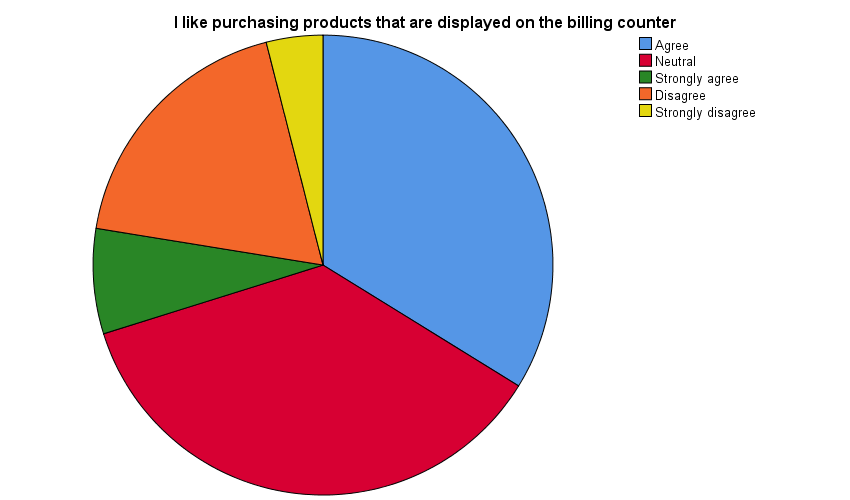 I like purchasing products that are displayed on the billing counter
Agree
Neutral
Strongly agree
Disagree
Strongly disagree